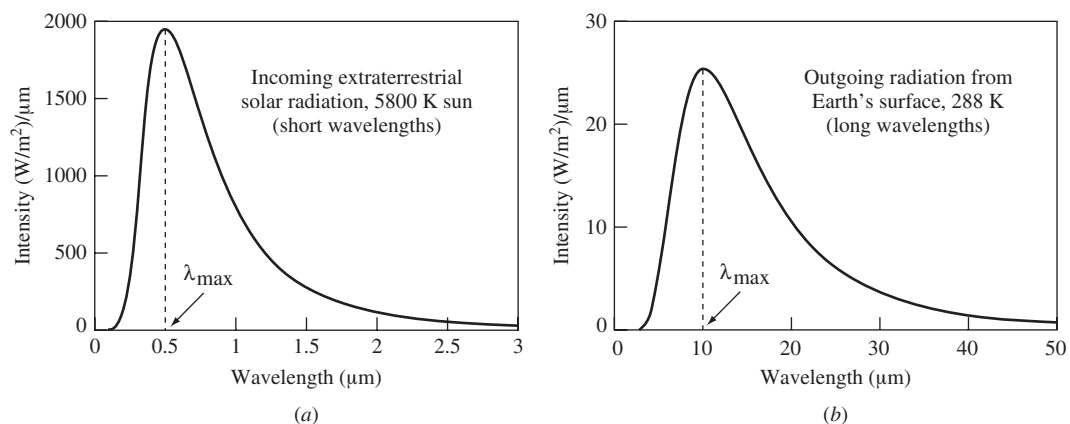 2000
1500
1000
500
0
Intensity (W/m²)/μm
Incoming extraterrestrial
solar radiation, 5800 K sun
(short wavelengths)
λmax
0 0.5 1 1.5 2 2.5 3
Wavelength (μm)
(a)
30
20
10
0
Intensity (W/m²)/μm
Outgoing radiation from
Earth's surface, 288 K
(long wavelengths)
λmax
0 10 20 30 40 50
Wavelength (μm)
(b)